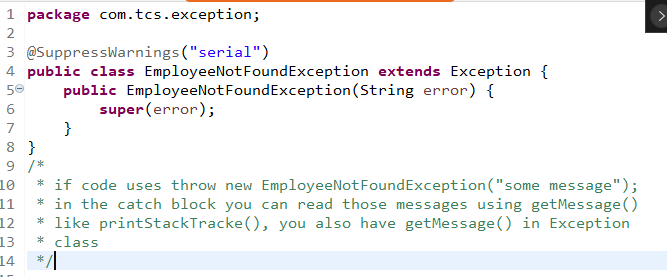 1 package com.tcs.exception;
2
3 @SuppressWarnings("serial")
4 public class EmployeeNotFoundException extends Exception {
5     public EmployeeNotFoundException(String error) {
6         super(error);
7     }
8 }
9 /*
10  * if code uses throw new EmployeeNotFoundException("some message");
11  * in the catch block you can read those messages using getMessage()
12  * like printStackTracke(), you also have getMessage() in Exception
13  * class
14  */